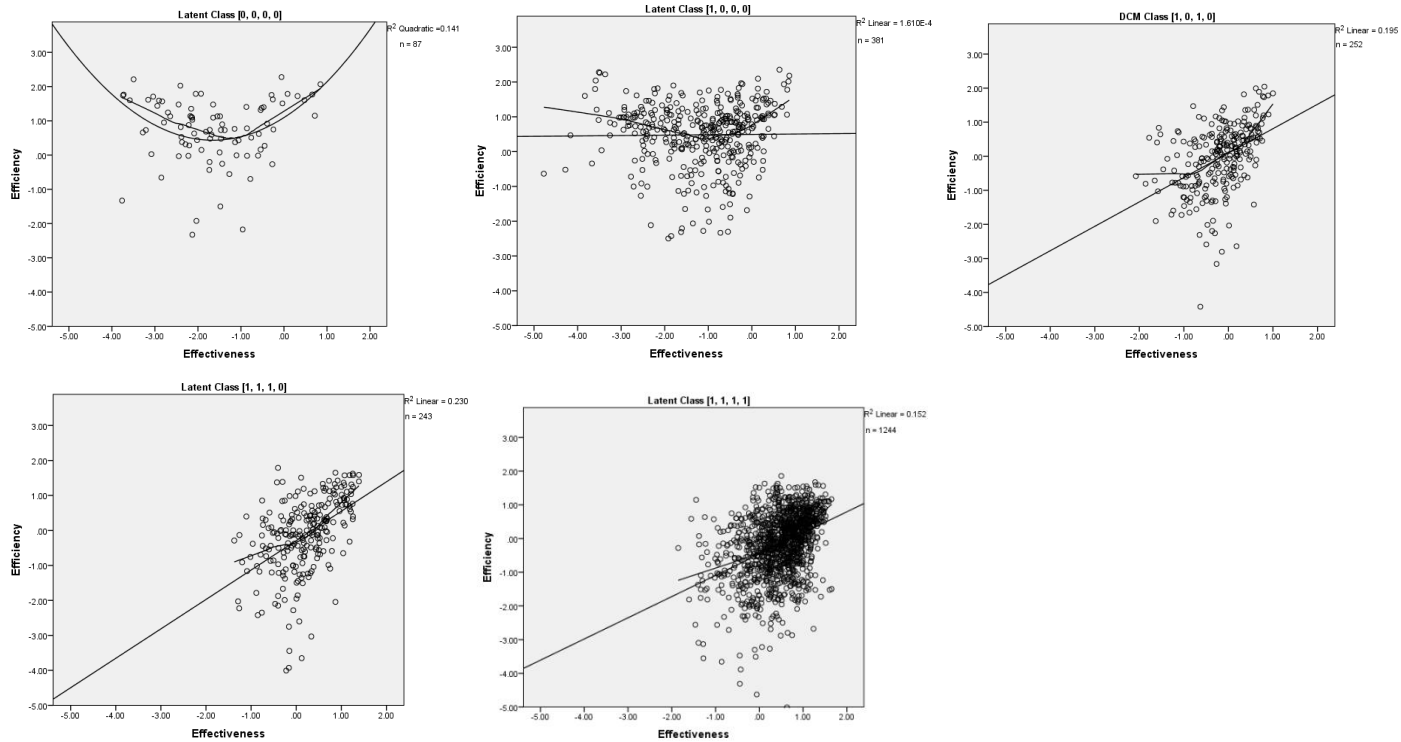 Latent Class [0, 0, 0, 0]
R² Quadratic =0.141
n = 87
3.00
2.00
1.00
.00
-1.00
-2.00
-3.00
-4.00
-5.00
Efficiency
-5.00 -4.00 -3.00 -2.00 -1.00 .00 1.00 2.00
Effectiveness
Latent Class [1, 0, 0, 0]
R² Linear = 1.610E-4
n = 381
3.00
2.00
1.00
.00
-1.00
-2.00
-3.00
-4.00
-5.00
Efficiency
-5.00 -4.00 -3.00 -2.00 -1.00 .00 1.00 2.00
Effectiveness
DCM Class [1, 0, 1, 0]
R² Linear = 0.195
n = 252
3.00
2.00
1.00
.00
-1.00
-2.00
-3.00
-4.00
-5.00
Efficiency
-5.00 -4.00 -3.00 -2.00 -1.00 .00 1.00 2.00
Effectiveness
Latent Class [1, 1, 1, 0]
R² Linear = 0.230
n = 243
3.00
2.00
1.00
.00
-1.00
-2.00
-3.00
-4.00
-5.00
Efficiency
-5.00 -4.00 -3.00 -2.00 -1.00 .00 1.00 2.00
Effectiveness
Latent Class [1, 1, 1, 1]
R² Linear = 0.152
n = 1244
3.00
2.00
1.00
.00
-1.00
-2.00
-3.00
-4.00
-5.00
Efficiency
-5.00 -4.00 -3.00 -2.00 -1.00 .00 1.00 2.00
Effectiveness